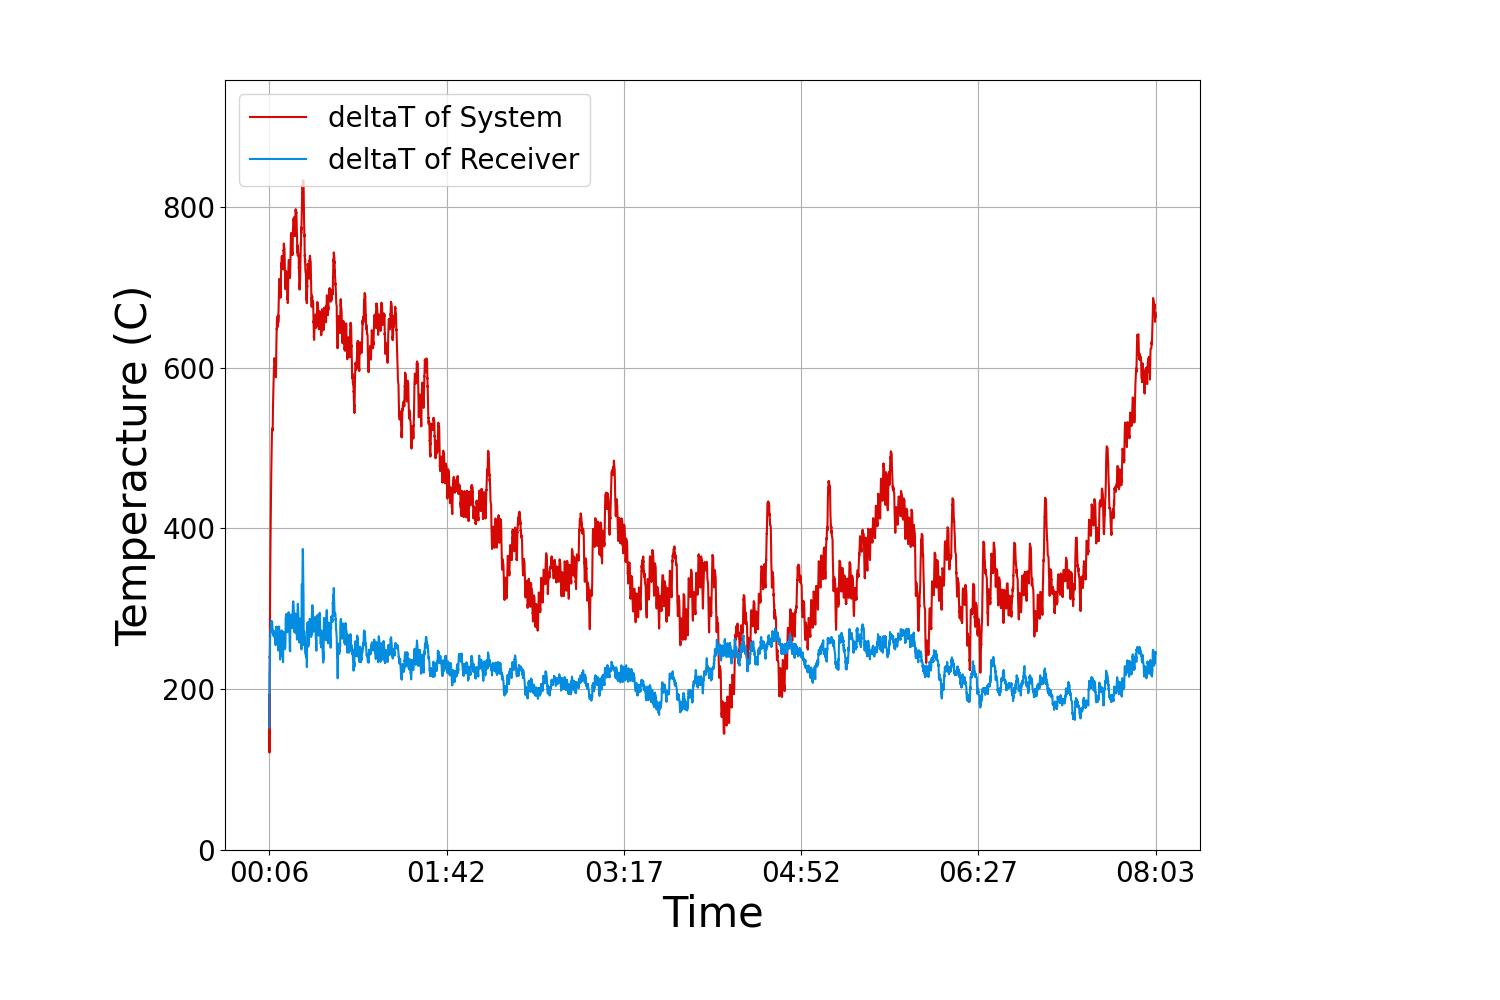 deltaT of System
deltaT of Receiver
800
600
400
200
0
Temperacture (C)
00:06 01:42 03:17 04:52 06:27 08:03
Time